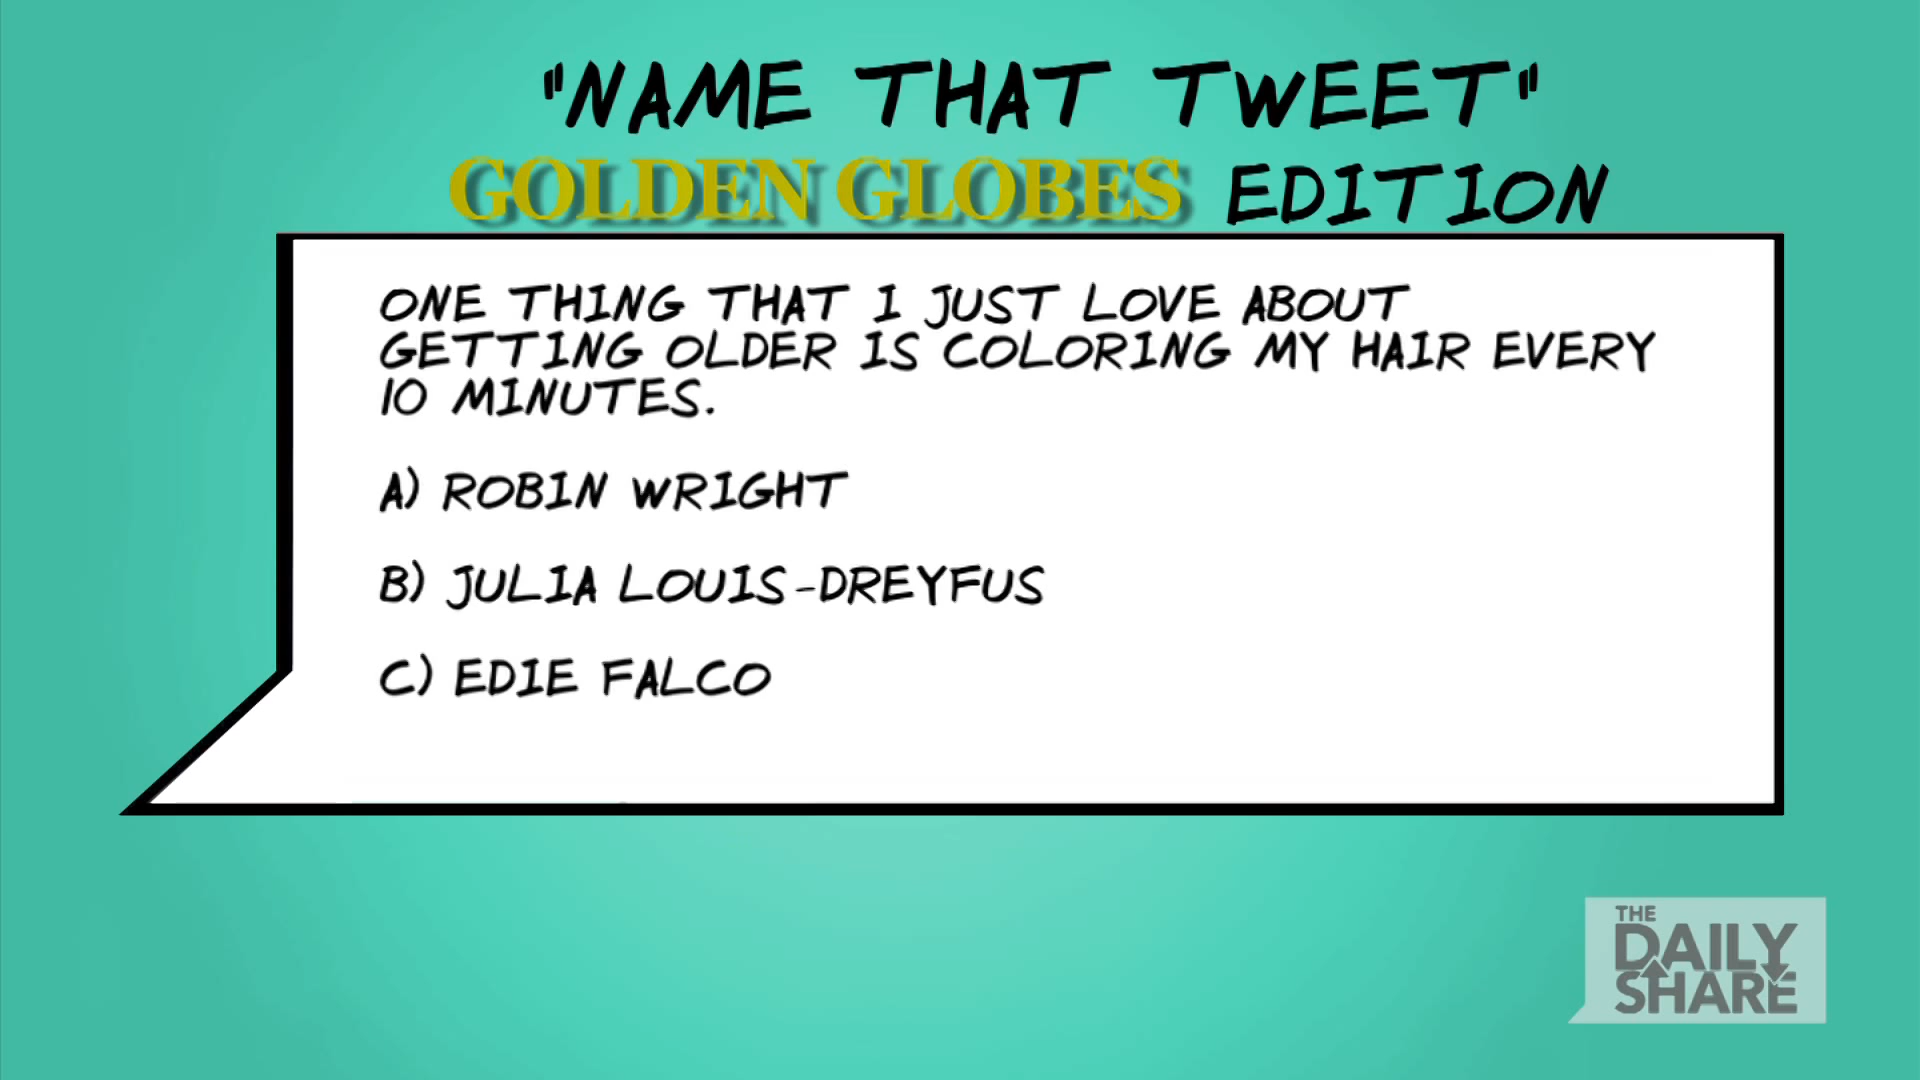 "NAME THAT TWEET"
GOLDEN GLOBES EDITION
ONE THING THAT I JUST LOVE ABOUT
GETTING OLDER IS COLORING MY HAIR EVERY
10 MINUTES.
A) ROBIN WRIGHT
B) JULIA LOUIS-DREYFUS
C) EDIE FALCO
THE
DAILY
SHARE